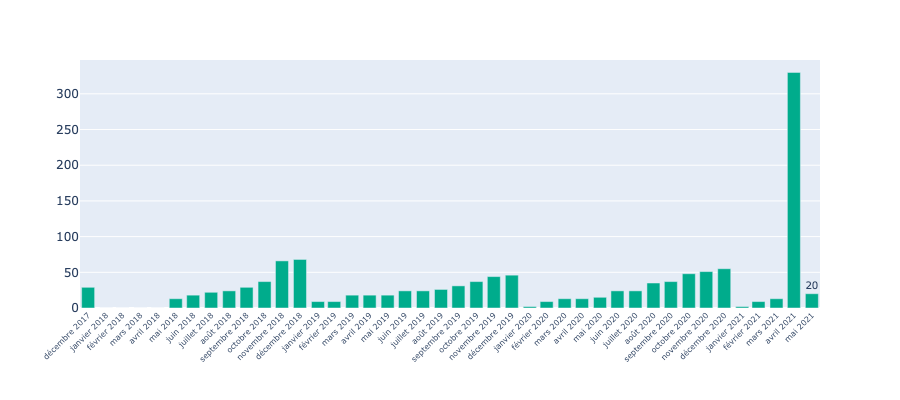 300
250
200
150
100
50
0
20
décembre 2017
janvier 2018
février 2018
mars 2018
avril 2018
mai 2018
juin 2018
juillet 2018
août 2018
septembre 2018
octobre 2018
novembre 2018
décembre 2018
janvier 2019
février 2019
mars 2019
avril 2019
mai 2019
juin 2019
juillet 2019
août 2019
septembre 2019
octobre 2019
novembre 2019
décembre 2019
janvier 2020
février 2020
mars 2020
avril 2020
mai 2020
juin 2020
juillet 2020
août 2020
septembre 2020
octobre 2020
novembre 2020
décembre 2020
janvier 2021
février 2021
mars 2021
avril 2021
mai 2021